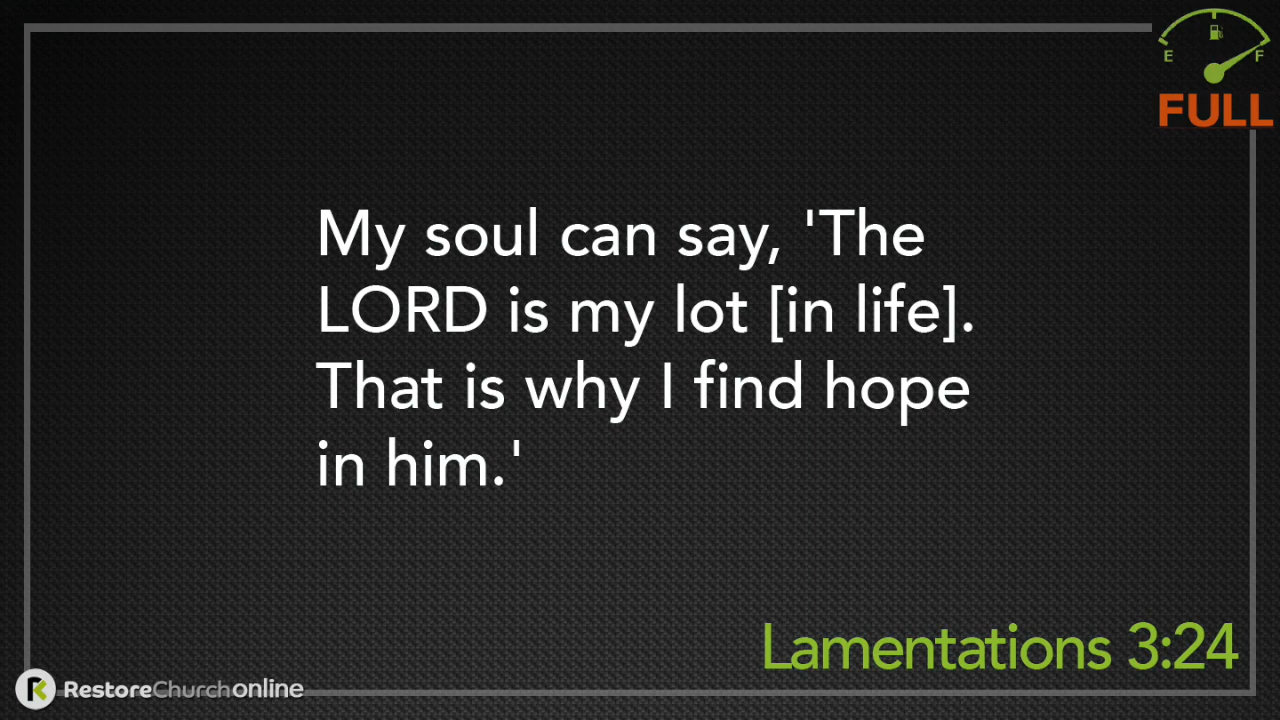 E F
FULL
My soul can say, 'The
LORD is my lot [in life].
That is why I find hope
in him.'
Lamentations 3:24
RestoreChurchonline